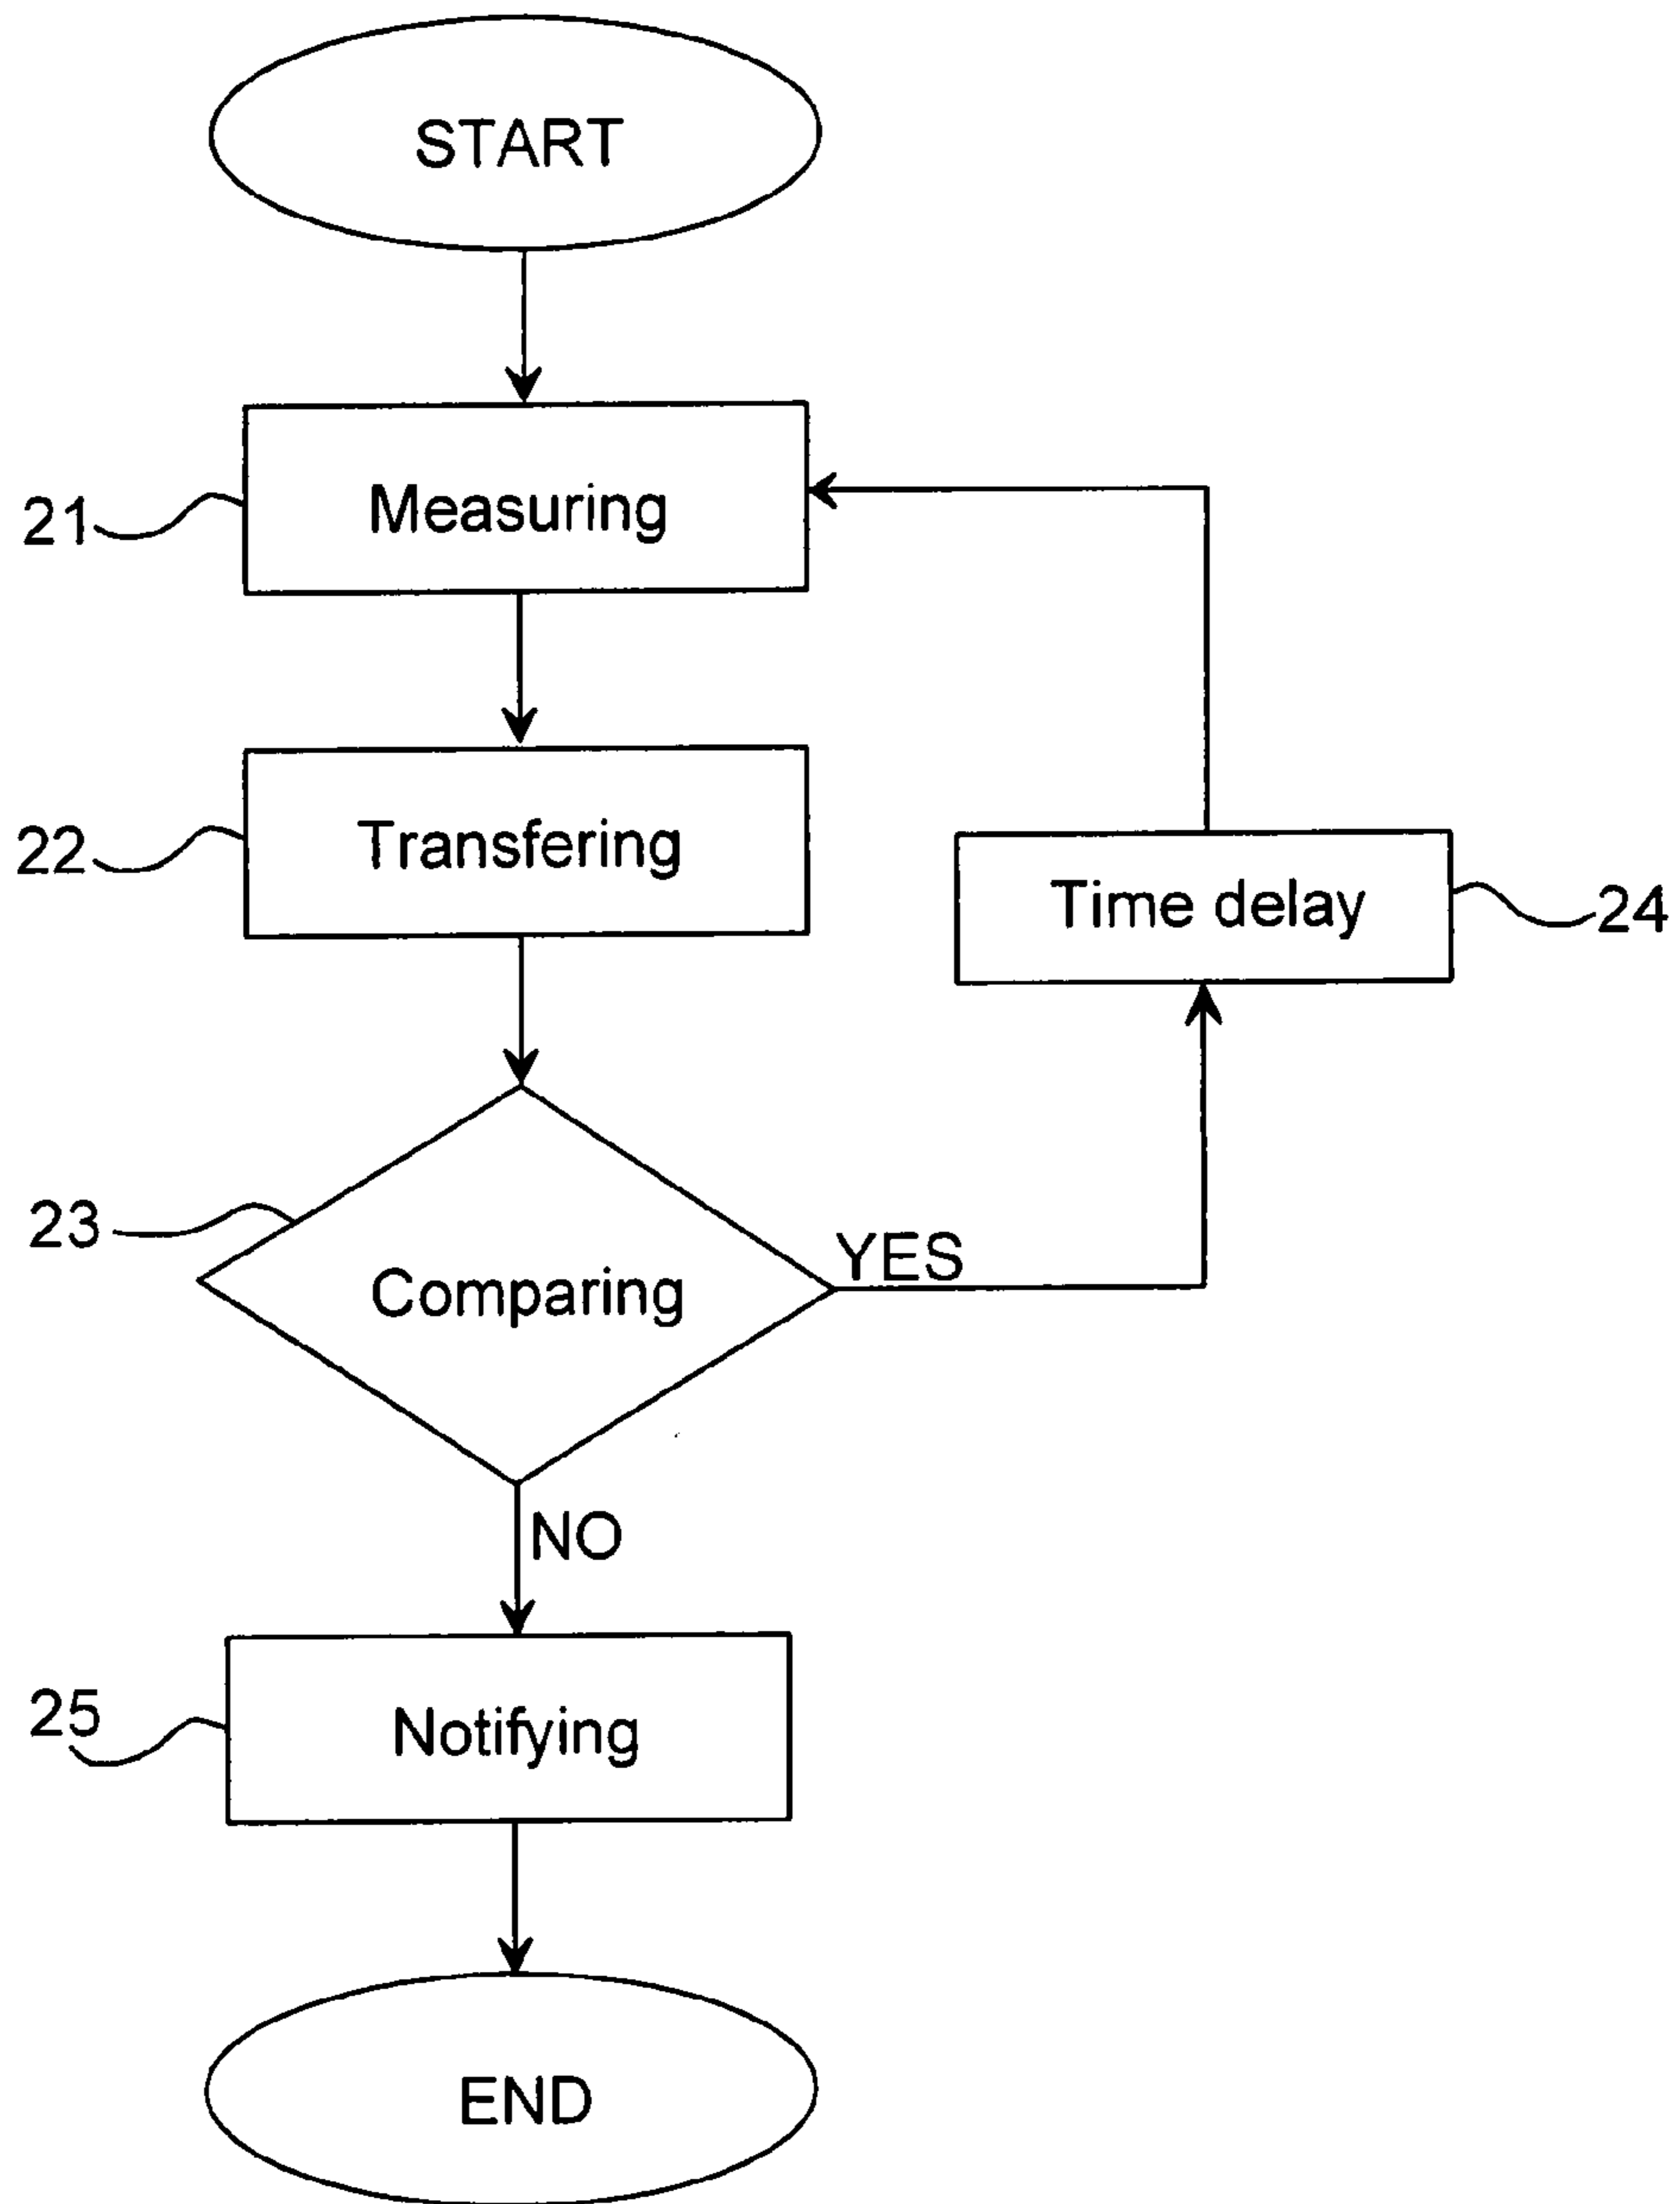 START
21
Measuring
22
Transfering
Time delay
24
23
Comparing
YES
NO
25
Notifying
END